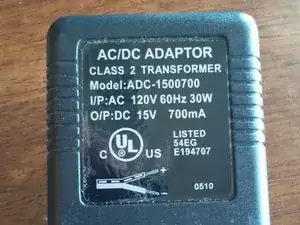 AC/DC ADAPTOR
CLASS 2 TRANSFORMER
Model:ADC-1500700
I/P:AC 120V 60Hz 30W
O/P:DC 15V 700mA
C UL US
LISTED
54EG
E194707
+
-
0510